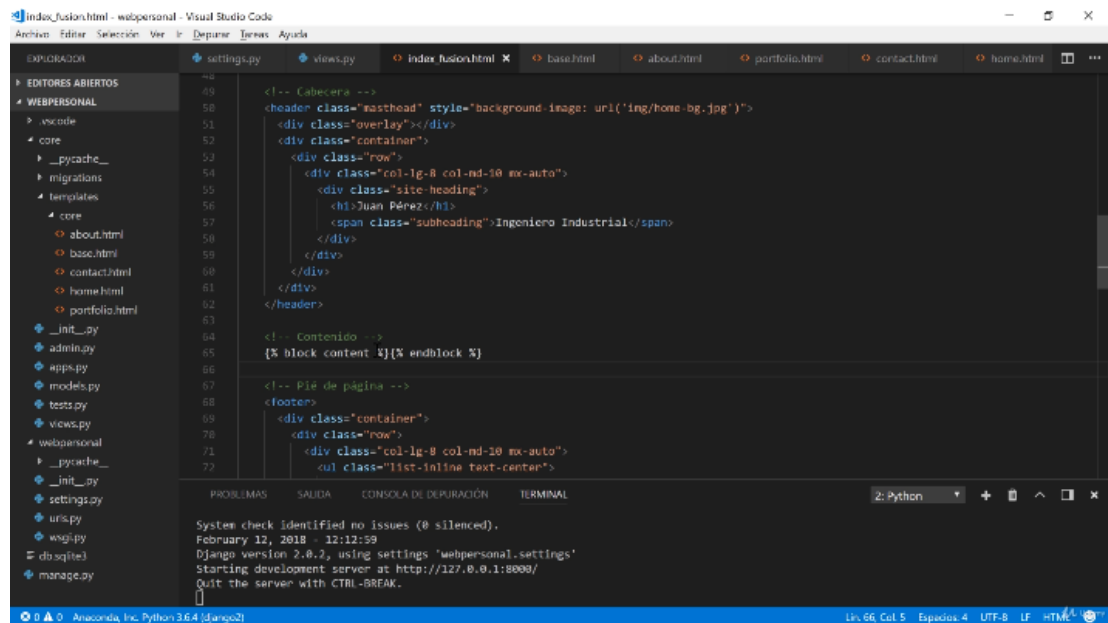 index_fusion.html - webpersonal - Visual Studio Code
Archivo Editar Selección Ver Ir Depurar Tareas Ayuda
EXPLORADOR
settings.py views.py index_fusion.html base.html about.html portfolio.html contact.html home.html
EDITORES ABIERTOS
WEBPERSONAL
.vscode
core
__pycache__
migrations
templates
core
about.html
base.html
contact.html
home.html
portfolio.html
__init__.py
admin.py
apps.py
models.py
tests.py
views.py
webpersonal
__pycache__
__init__.py
settings.py
urls.py
wsgi.py
db.sqlite3
manage.py
48
49 <!-- Cabecera -->
50 <header class="masthead" style="background-image: url('img/home-bg.jpg')">
51 <div class="overlay"></div>
52 <div class="container">
53 <div class="row">
54 <div class="col-lg-8 col-md-10 mx-auto">
55 <div class="site-heading">
56 <h1>Juan Pérez</h1>
57 <span class="subheading">Ingeniero Industrial</span>
58 </div>
59 </div>
60 </div>
61 </div>
62 </header>
63
64 <!-- Contenido -->
65 {% block content %}{% endblock %}
66
67 <!-- Pié de página -->
68 <footer>
69 <div class="container">
70 <div class="row">
71 <div class="col-lg-8 col-md-10 mx-auto">
72 <ul class="list-inline text-center">
PROBLEMAS SALIDA CONSOLA DE DEPURACIÓN TERMINAL 2: Python
System check identified no issues (0 silenced).
February 12, 2018 - 12:12:59
Django version 2.0.2, using settings 'webpersonal.settings'
Starting development server at http://127.0.0.1:8000/
Quit the server with CTRL-BREAK.
0 0 Anaconda, Inc. Python 3.6.4 (django2) Lín. 66, Col. 5 Espacios: 4 UTF-8 LF HTML